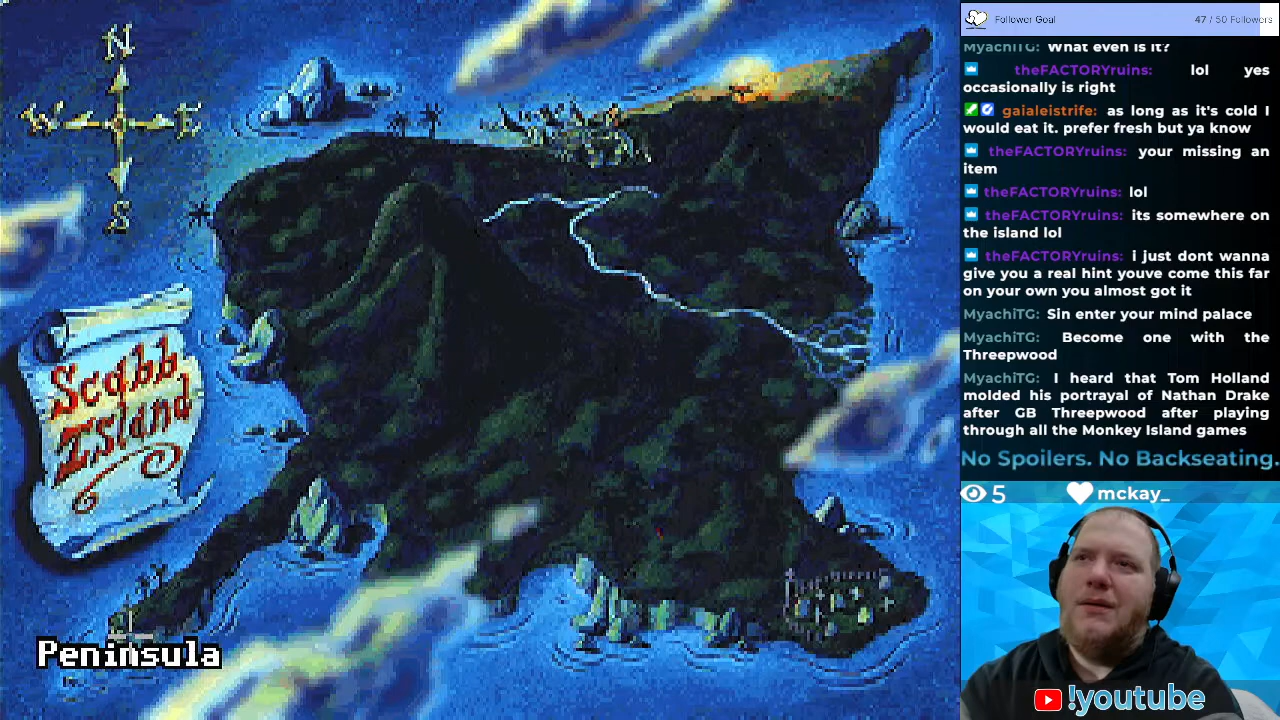 N
W E
S
Scabb
Island
Peninsula
Follower Goal 47 / 50 Followers
MyachiTG: What even is it?
theFACTORYruins: lol yes
occasionally is right
gaialeistrife: as long as it's cold I
would eat it. prefer fresh but ya know
theFACTORYruins: your missing an
item
theFACTORYruins: lol
theFACTORYruins: its somewhere on
the island lol
theFACTORYruins: i just dont wanna
give you a real hint youve come this far
on your own you almost got it
MyachiTG: Sin enter your mind palace
MyachiTG: Become one with the
Threepwood
MyachiTG: I heard that Tom Holland
molded his portrayal of Nathan Drake
after GB Threepwood after playing
through all the Monkey Island games
No Spoilers. No Backseating.
5 mckay_
!youtube